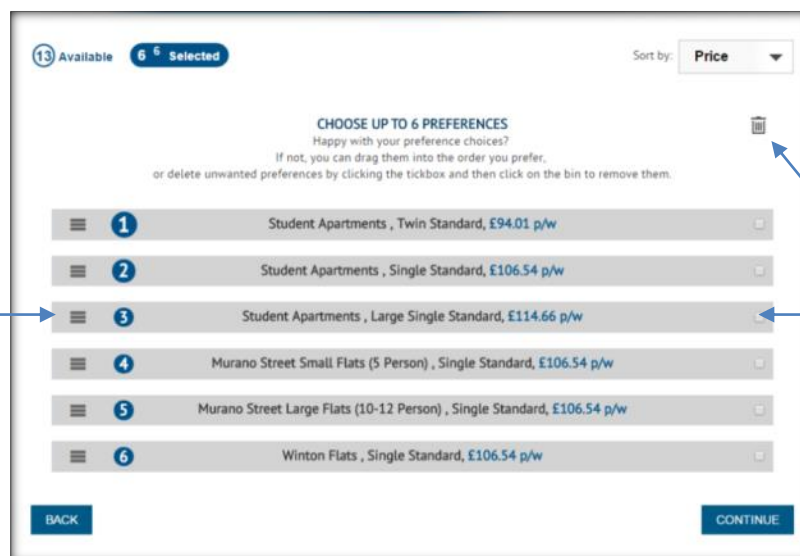 13 Available 6 6 Selected Sort by: Price
CHOOSE UP TO 6 PREFERENCES
Happy with your preference choices?
If not, you can drag them into the order you prefer,
or delete unwanted preferences by clicking the tickbox and then click on the bin to remove them.
1 Student Apartments , Twin Standard, £94.01 p/w
2 Student Apartments , Single Standard, £106.54 p/w
3 Student Apartments , Large Single Standard, £114.66 p/w
4 Murano Street Small Flats (5 Person) , Single Standard, £106.54 p/w
5 Murano Street Large Flats (10-12 Person) , Single Standard, £106.54 p/w
6 Winton Flats , Single Standard, £106.54 p/w
BACK CONTINUE